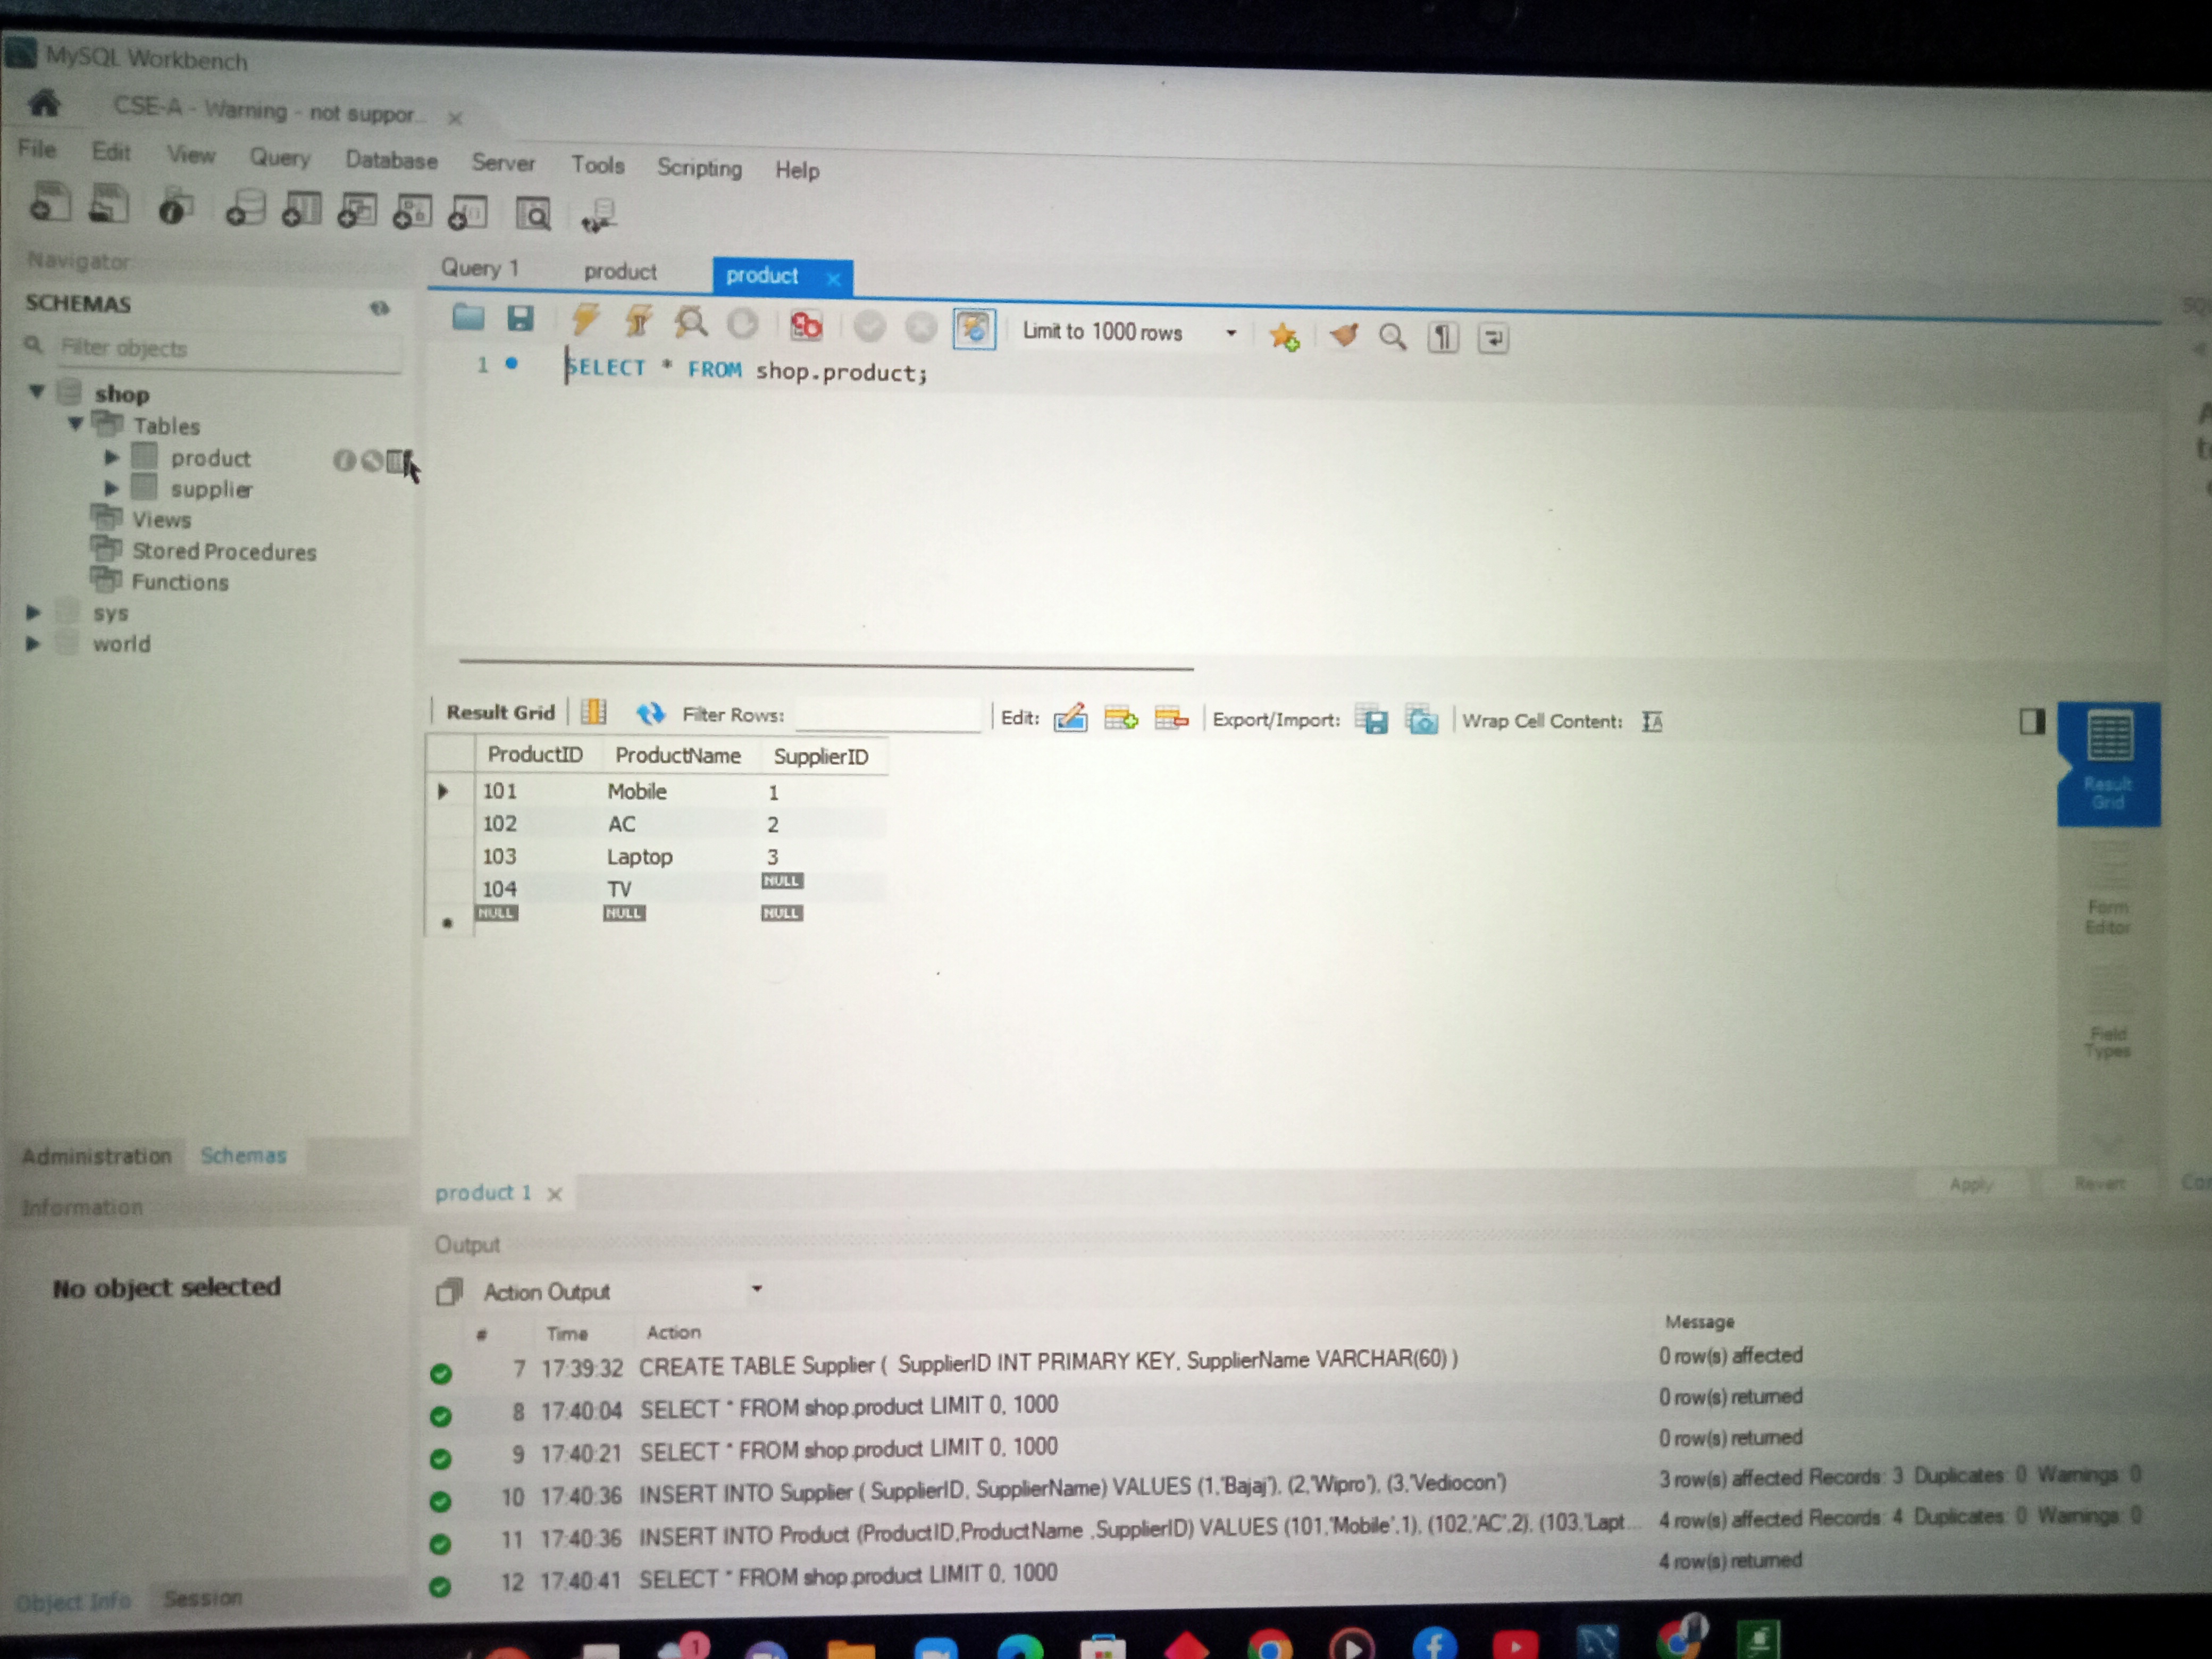 MySQL Workbench
CSE-A - Warning - not suppor...
File Edit View Query Database Server Tools Scripting Help
Navigator
Query 1 product product
SCHEMAS
Filter objects
Limit to 1000 rows
1 SELECT * FROM shop.product;
shop
Tables
product
supplier
Views
Stored Procedures
Functions
sys
world
Result Grid Filter Rows: Edit: Export/Import: Wrap Cell Content:
ProductID ProductName SupplierID
101 Mobile 1
102 AC 2
103 Laptop 3
104 TV NULL
NULL NULL NULL
Result
Grid
Form
Editor
Field
Types
Administration Schemas
Information
No object selected
Object Info Session
product 1 Apply Revert
Output
Action Output
# Time Action Message
7 17:39:32 CREATE TABLE Supplier ( SupplierID INT PRIMARY KEY, SupplierName VARCHAR(60) ) 0 row(s) affected
8 17:40:04 SELECT * FROM shop.product LIMIT 0, 1000 0 row(s) returned
9 17:40:21 SELECT * FROM shop.product LIMIT 0, 1000 0 row(s) returned
10 17:40:36 INSERT INTO Supplier ( SupplierID, SupplierName) VALUES (1,'Bajaj'), (2,'Wipro'), (3,'Vediocon') 3 row(s) affected Records: 3 Duplicates: 0 Warnings: 0
11 17:40:36 INSERT INTO Product (ProductID,ProductName ,SupplierID) VALUES (101,'Mobile',1), (102,'AC',2), (103,'Lapt... 4 row(s) affected Records: 4 Duplicates: 0 Warnings: 0
12 17:40:41 SELECT * FROM shop.product LIMIT 0, 1000 4 row(s) returned
1